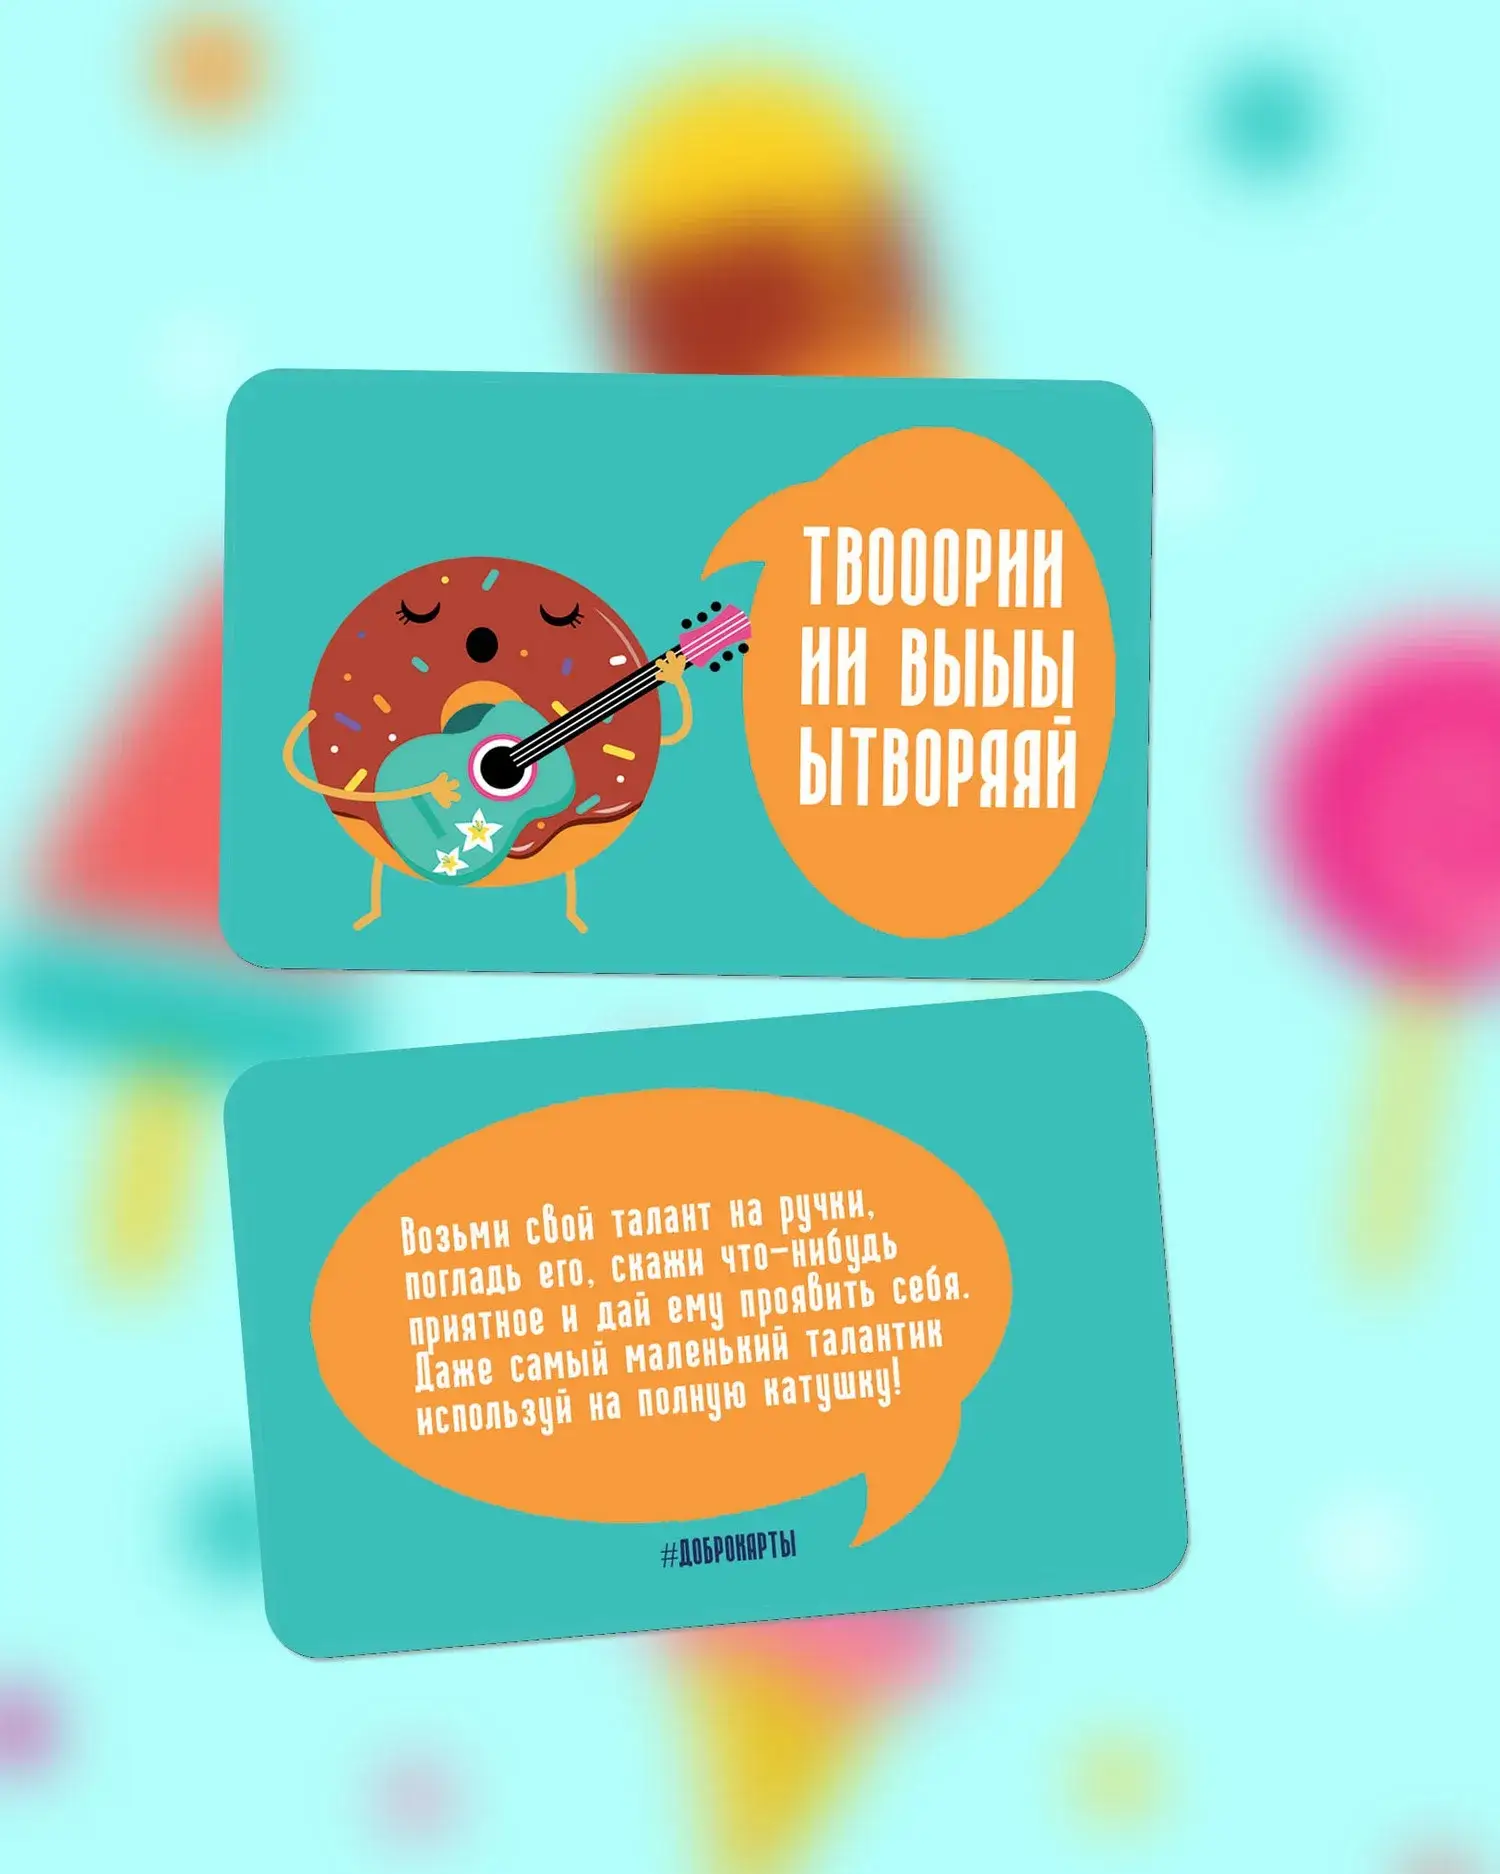 ТВОООРИИ
ИИ ВЫЫЫ
ЫТВОРЯЯЙ
Возьми свой талант на ручки,
погладь его, скажи что-нибудь
приятное и дай ему проявить себя.
Даже самый маленький талантик
используй на полную катушку!
#ДОБРОКАРТЫ